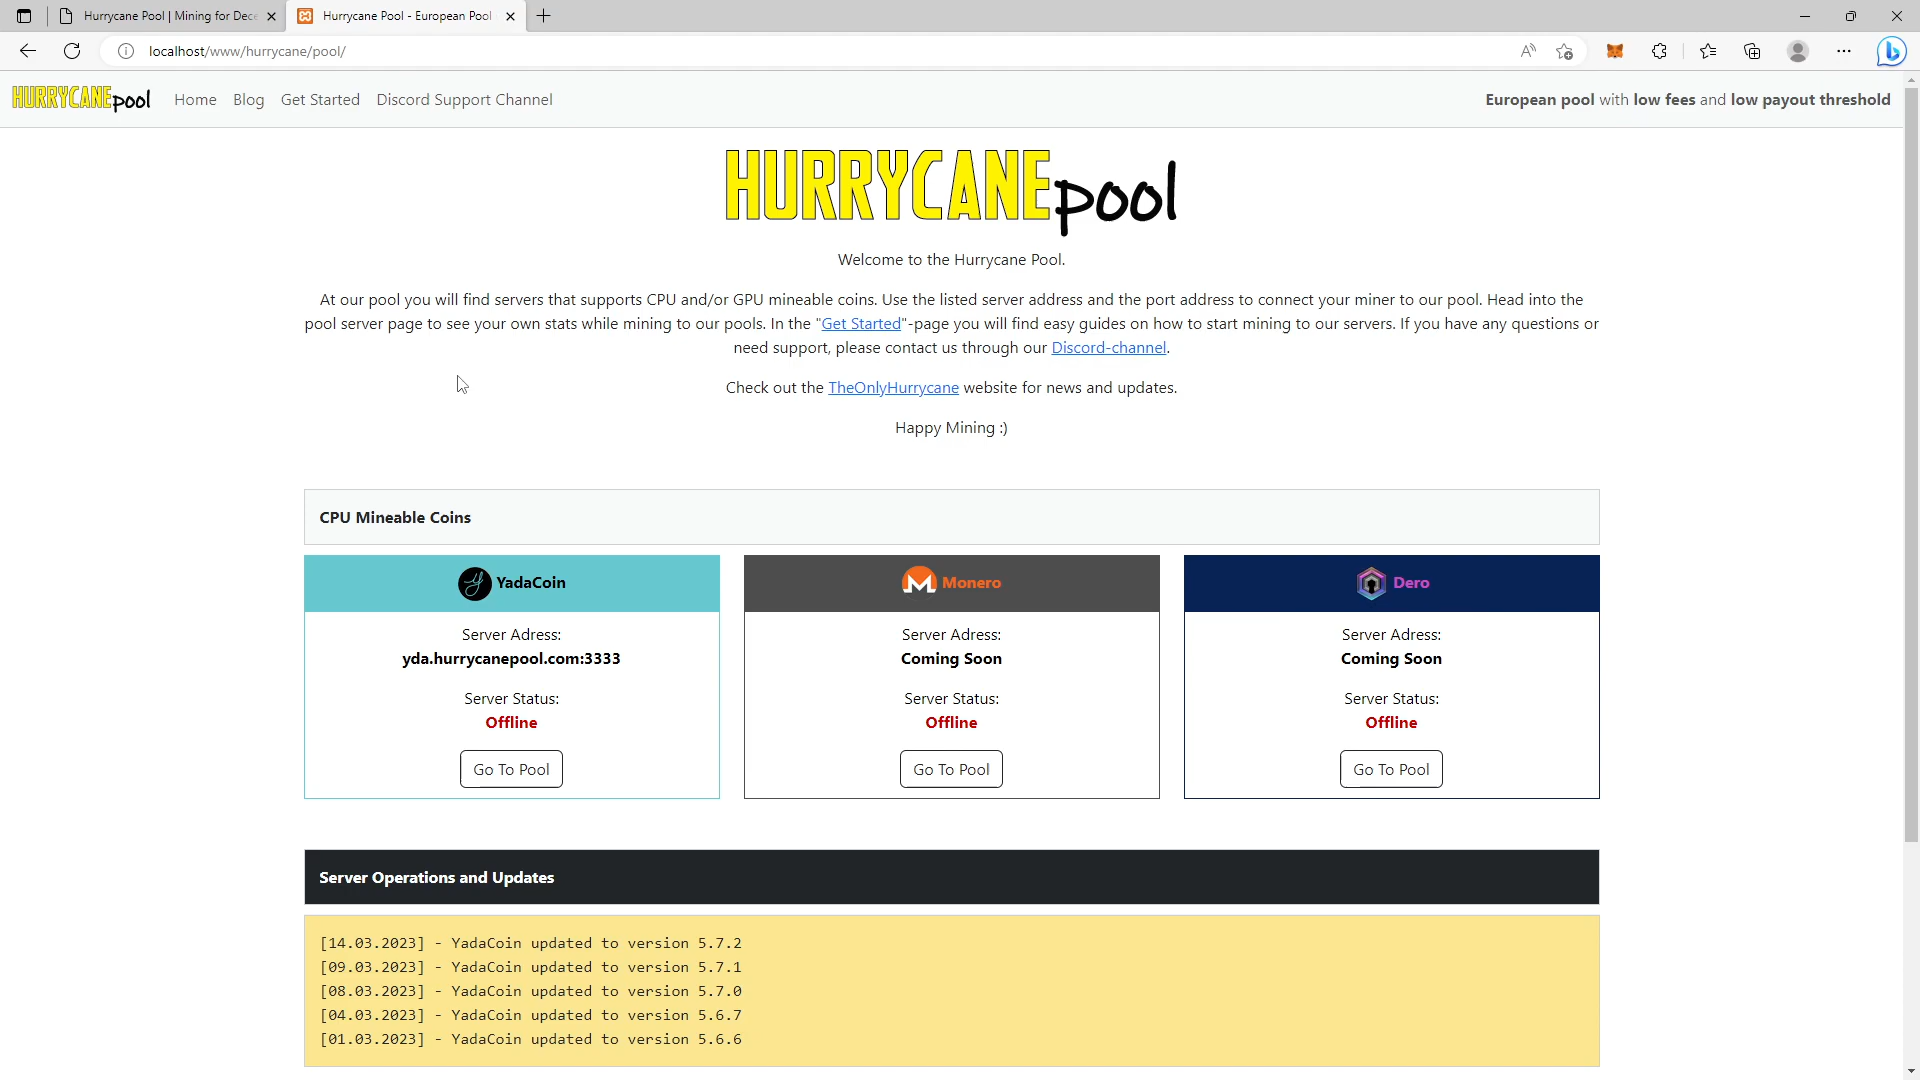 Hurrycane Pool | Mining for Dece
Hurrycane Pool - European Pool
localhost/www/hurrycane/pool/
HURRYCANEpool
Home
Blog
Get Started
Discord Support Channel
European pool with low fees and low payout threshold
HURRYCANEpool
Welcome to the Hurrycane Pool.
At our pool you will find servers that supports CPU and/or GPU mineable coins. Use the listed server address and the port address to connect your miner to our pool. Head into the
pool server page to see your own stats while mining to our pools. In the "Get Started"-page you will find easy guides on how to start mining to our servers. If you have any questions or
need support, please contact us through our Discord-channel.
Check out the TheOnlyHurrycane website for news and updates.
Happy Mining :)
CPU Mineable Coins
YadaCoin
Server Adress:
yda.hurrycanepool.com:3333
Server Status:
Offline
Go To Pool
Monero
Server Adress:
Coming Soon
Server Status:
Offline
Go To Pool
Dero
Server Adress:
Coming Soon
Server Status:
Offline
Go To Pool
Server Operations and Updates
[14.03.2023] - YadaCoin updated to version 5.7.2
[09.03.2023] - YadaCoin updated to version 5.7.1
[08.03.2023] - YadaCoin updated to version 5.7.0
[04.03.2023] - YadaCoin updated to version 5.6.7
[01.03.2023] - YadaCoin updated to version 5.6.6